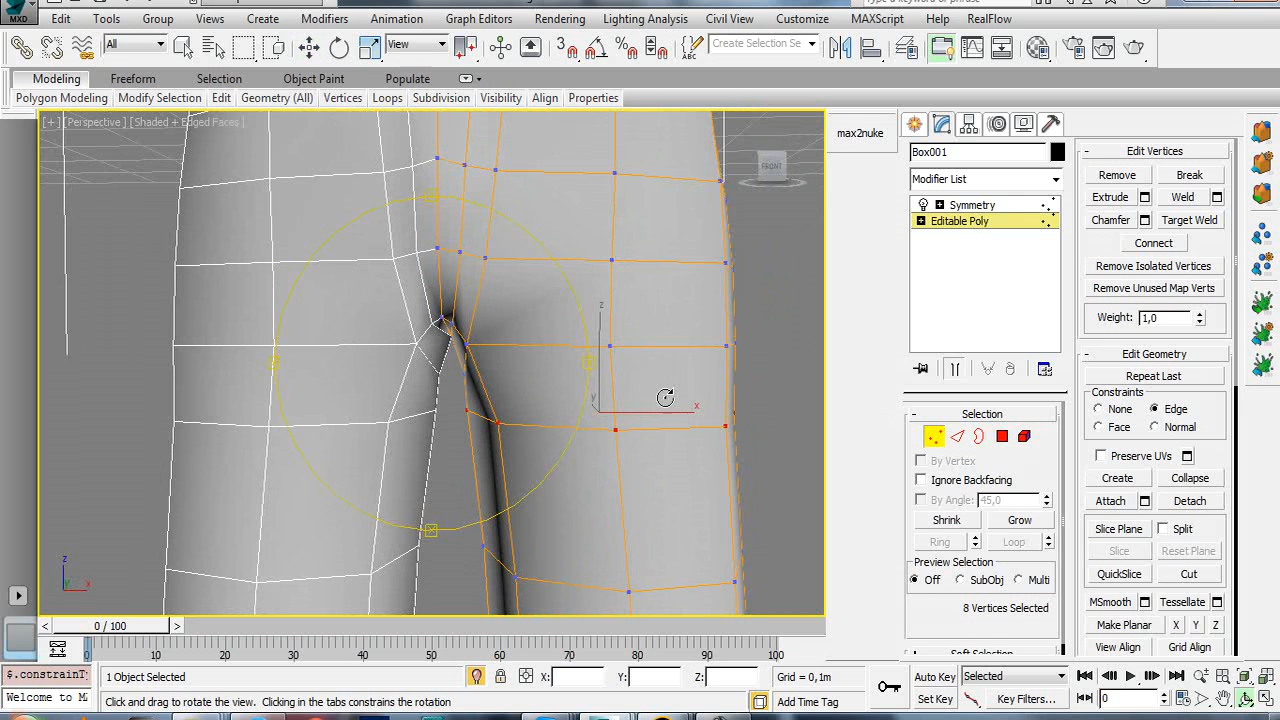 MXD
Edit Tools Group Views Create Modifiers Animation Graph Editors Rendering Lighting Analysis Civil View Customize MAXScript Help RealFlow
All View 3 ABC Create Selection Se
Modeling Freeform Selection Object Paint Populate
Polygon Modeling Modify Selection Edit Geometry (All) Vertices Loops Subdivision Visibility Align Properties
[+] [Perspective] [Shaded + Edged Faces]
max2nuke
FRONT
z
y
x
z
y
x
Box001
Modifier List
Symmetry
Editable Poly
Selection
By Vertex
Ignore Backfacing
By Angle: 45,0
Shrink Grow
Ring Loop
Preview Selection
Off SubObj Multi
8 Vertices Selected
Edit Vertices
Remove Break
Extrude Weld
Chamfer Target Weld
Connect
Remove Isolated Vertices
Remove Unused Map Verts
Weight: 1,0
Edit Geometry
Repeat Last
Constraints
None Edge
Face Normal
Preserve UVs
Create Collapse
Attach Detach
Slice Plane Split
Slice Reset Plane
QuickSlice Cut
MSmooth Tessellate
Make Planar X Y Z
View Align Grid Align
< 0 / 100 >
0 10 20 30 40 50 60 70 80 90 100
$.constrainT
Welcome to M
1 Object Selected
X: Y: Z:
Grid = 0,1m
Click and drag to rotate the view. Clicking in the tabs constrains the rotation
Add Time Tag
Auto Key Selected
Set Key Key Filters...
0